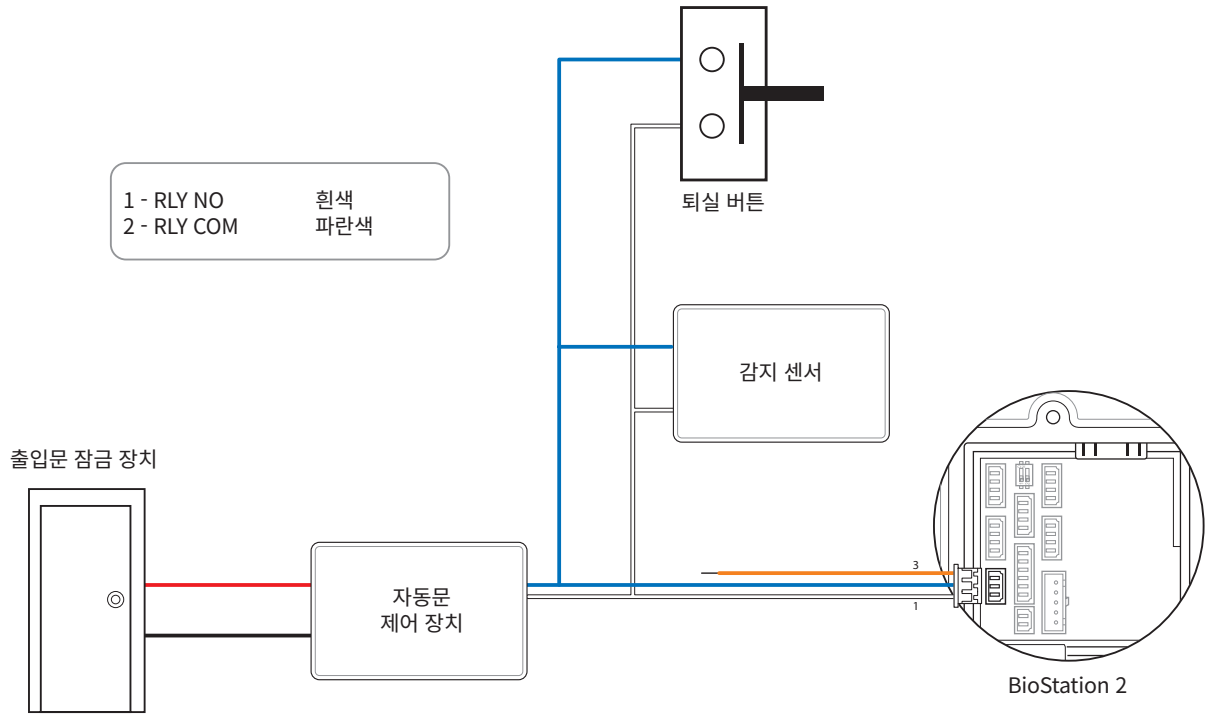 퇴실 버튼
1 - RLY NO 흰색
2 - RLY COM 파란색
감지 센서
출입문 잠금 장치
자동문
제어 장치
3
1
BioStation 2